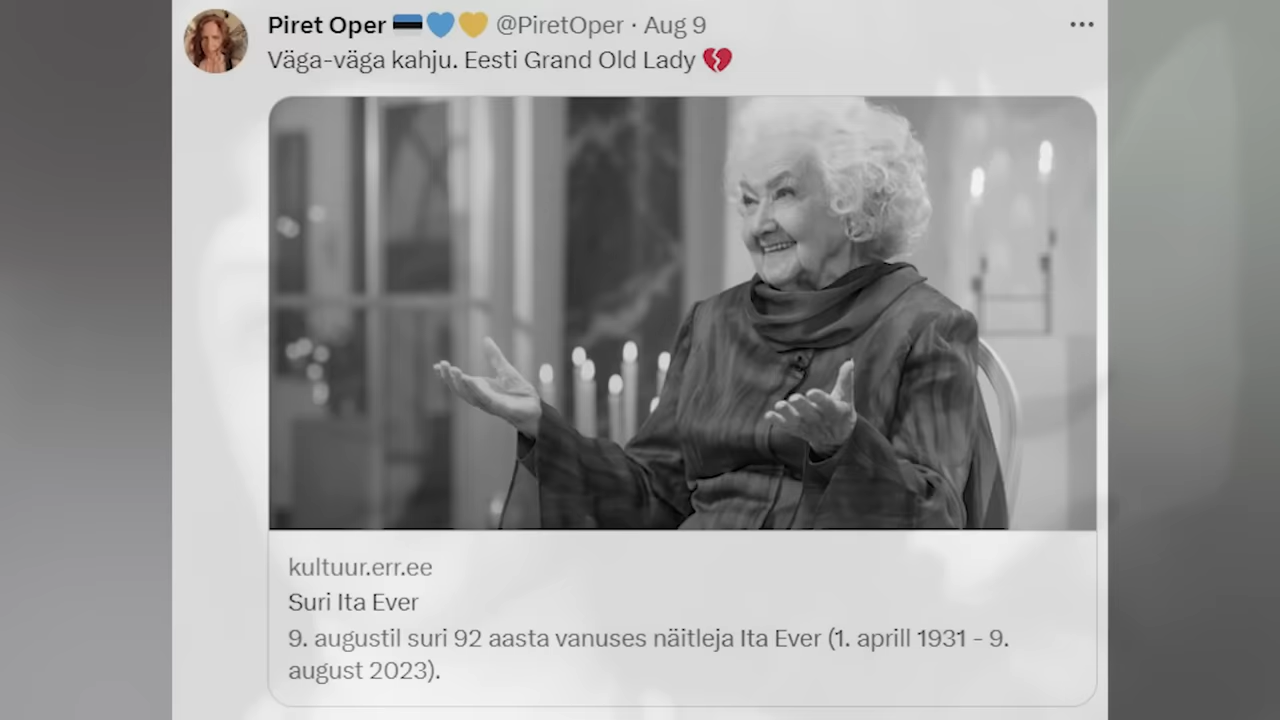 Piret Oper 🇪🇪💙💛 @PiretOper · Aug 9
Väga-väga kahju. Eesti Grand Old Lady 💔
kultuur.err.ee
Suri Ita Ever
9. augustil suri 92 aasta vanuses näitleja Ita Ever (1. aprill 1931 - 9.
august 2023).